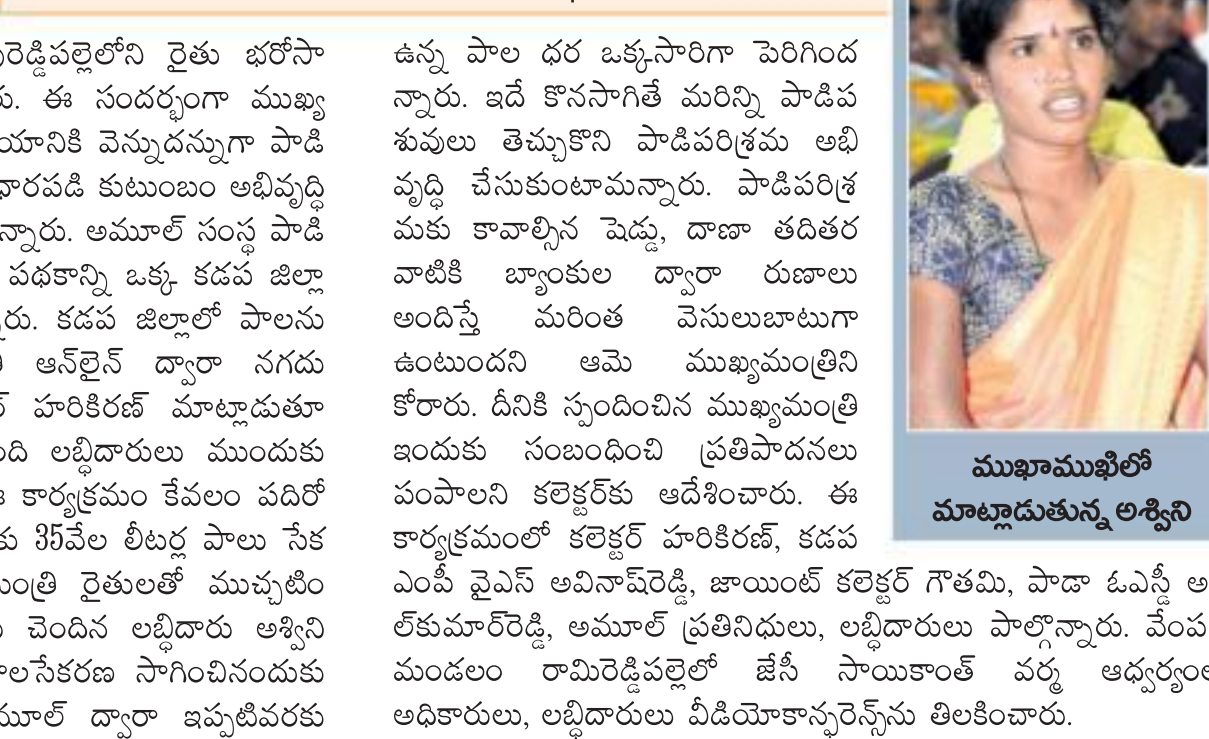 రెడ్డిపల్లెలోని రైతు భరోసా
రు. ఈ సందర్భంగా ముఖ్య
యానికి వెన్నుదన్నుగా పాడి
ధారపడి కుటుంబం అభివృద్ధి
న్నారు. అమూల్ సంస్థ పాడి
పథకాన్ని ఒక్క కడప జిల్లా
రు. కడప జిల్లాలో పాలను
ఆన్‌లైన్ ద్వారా నగదు
హరికిరణ్ మాట్లాడుతూ
ంది లబ్ధిదారులు ముందుకు
కార్యక్రమం కేవలం పదిరో
కు 35వేల లీటర్ల పాలు సేక
మంత్రి రైతులతో ముచ్చటిం
చెందిన లబ్ధిదారు అశ్విని
లసేకరణ సాగించినందుకు
మూల్ ద్వారా ఇప్పటివరకు
ఉన్న పాల ధర ఒక్కసారిగా పెరిగింద
న్నారు. ఇదే కొనసాగితే మరిన్ని పాడిప
శువులు తెచ్చుకొని పాడిపరిశ్రమ అభి
వృద్ధి చేసుకుంటామన్నారు. పాడిపరిశ్ర
మకు కావాల్సిన షెడ్డు, దాణా తదితర
వాటికి బ్యాంకుల ద్వారా రుణాలు
అందిస్తే మరింత వెసులుబాటుగా
ఉంటుందని ఆమె ముఖ్యమంత్రిని
కోరారు. దీనికి స్పందించిన ముఖ్యమంత్రి
ఇందుకు సంబంధించి ప్రతిపాదనలు
పంపాలని కలెక్టర్‌కు ఆదేశించారు. ఈ
కార్యక్రమంలో కలెక్టర్ హరికిరణ్, కడప
ఎంపీ వైఎస్ అవినాష్‌రెడ్డి, జాయింట్ కలెక్టర్ గౌతమి, పాడా ఓఎస్డీ అ
ల్‌కుమార్‌రెడ్డి, అమూల్ ప్రతినిధులు, లబ్ధిదారులు పాల్గొన్నారు. వేంప
మండలం రామిరెడ్డిపల్లెలో జేసీ సాయికాంత్ వర్మ ఆధ్వర్యంల
అధికారులు, లబ్ధిదారులు వీడియోకాన్ఫరెన్స్‌ను తిలకించారు.
ముఖాముఖిలో
మాట్లాడుతున్న అశ్విని